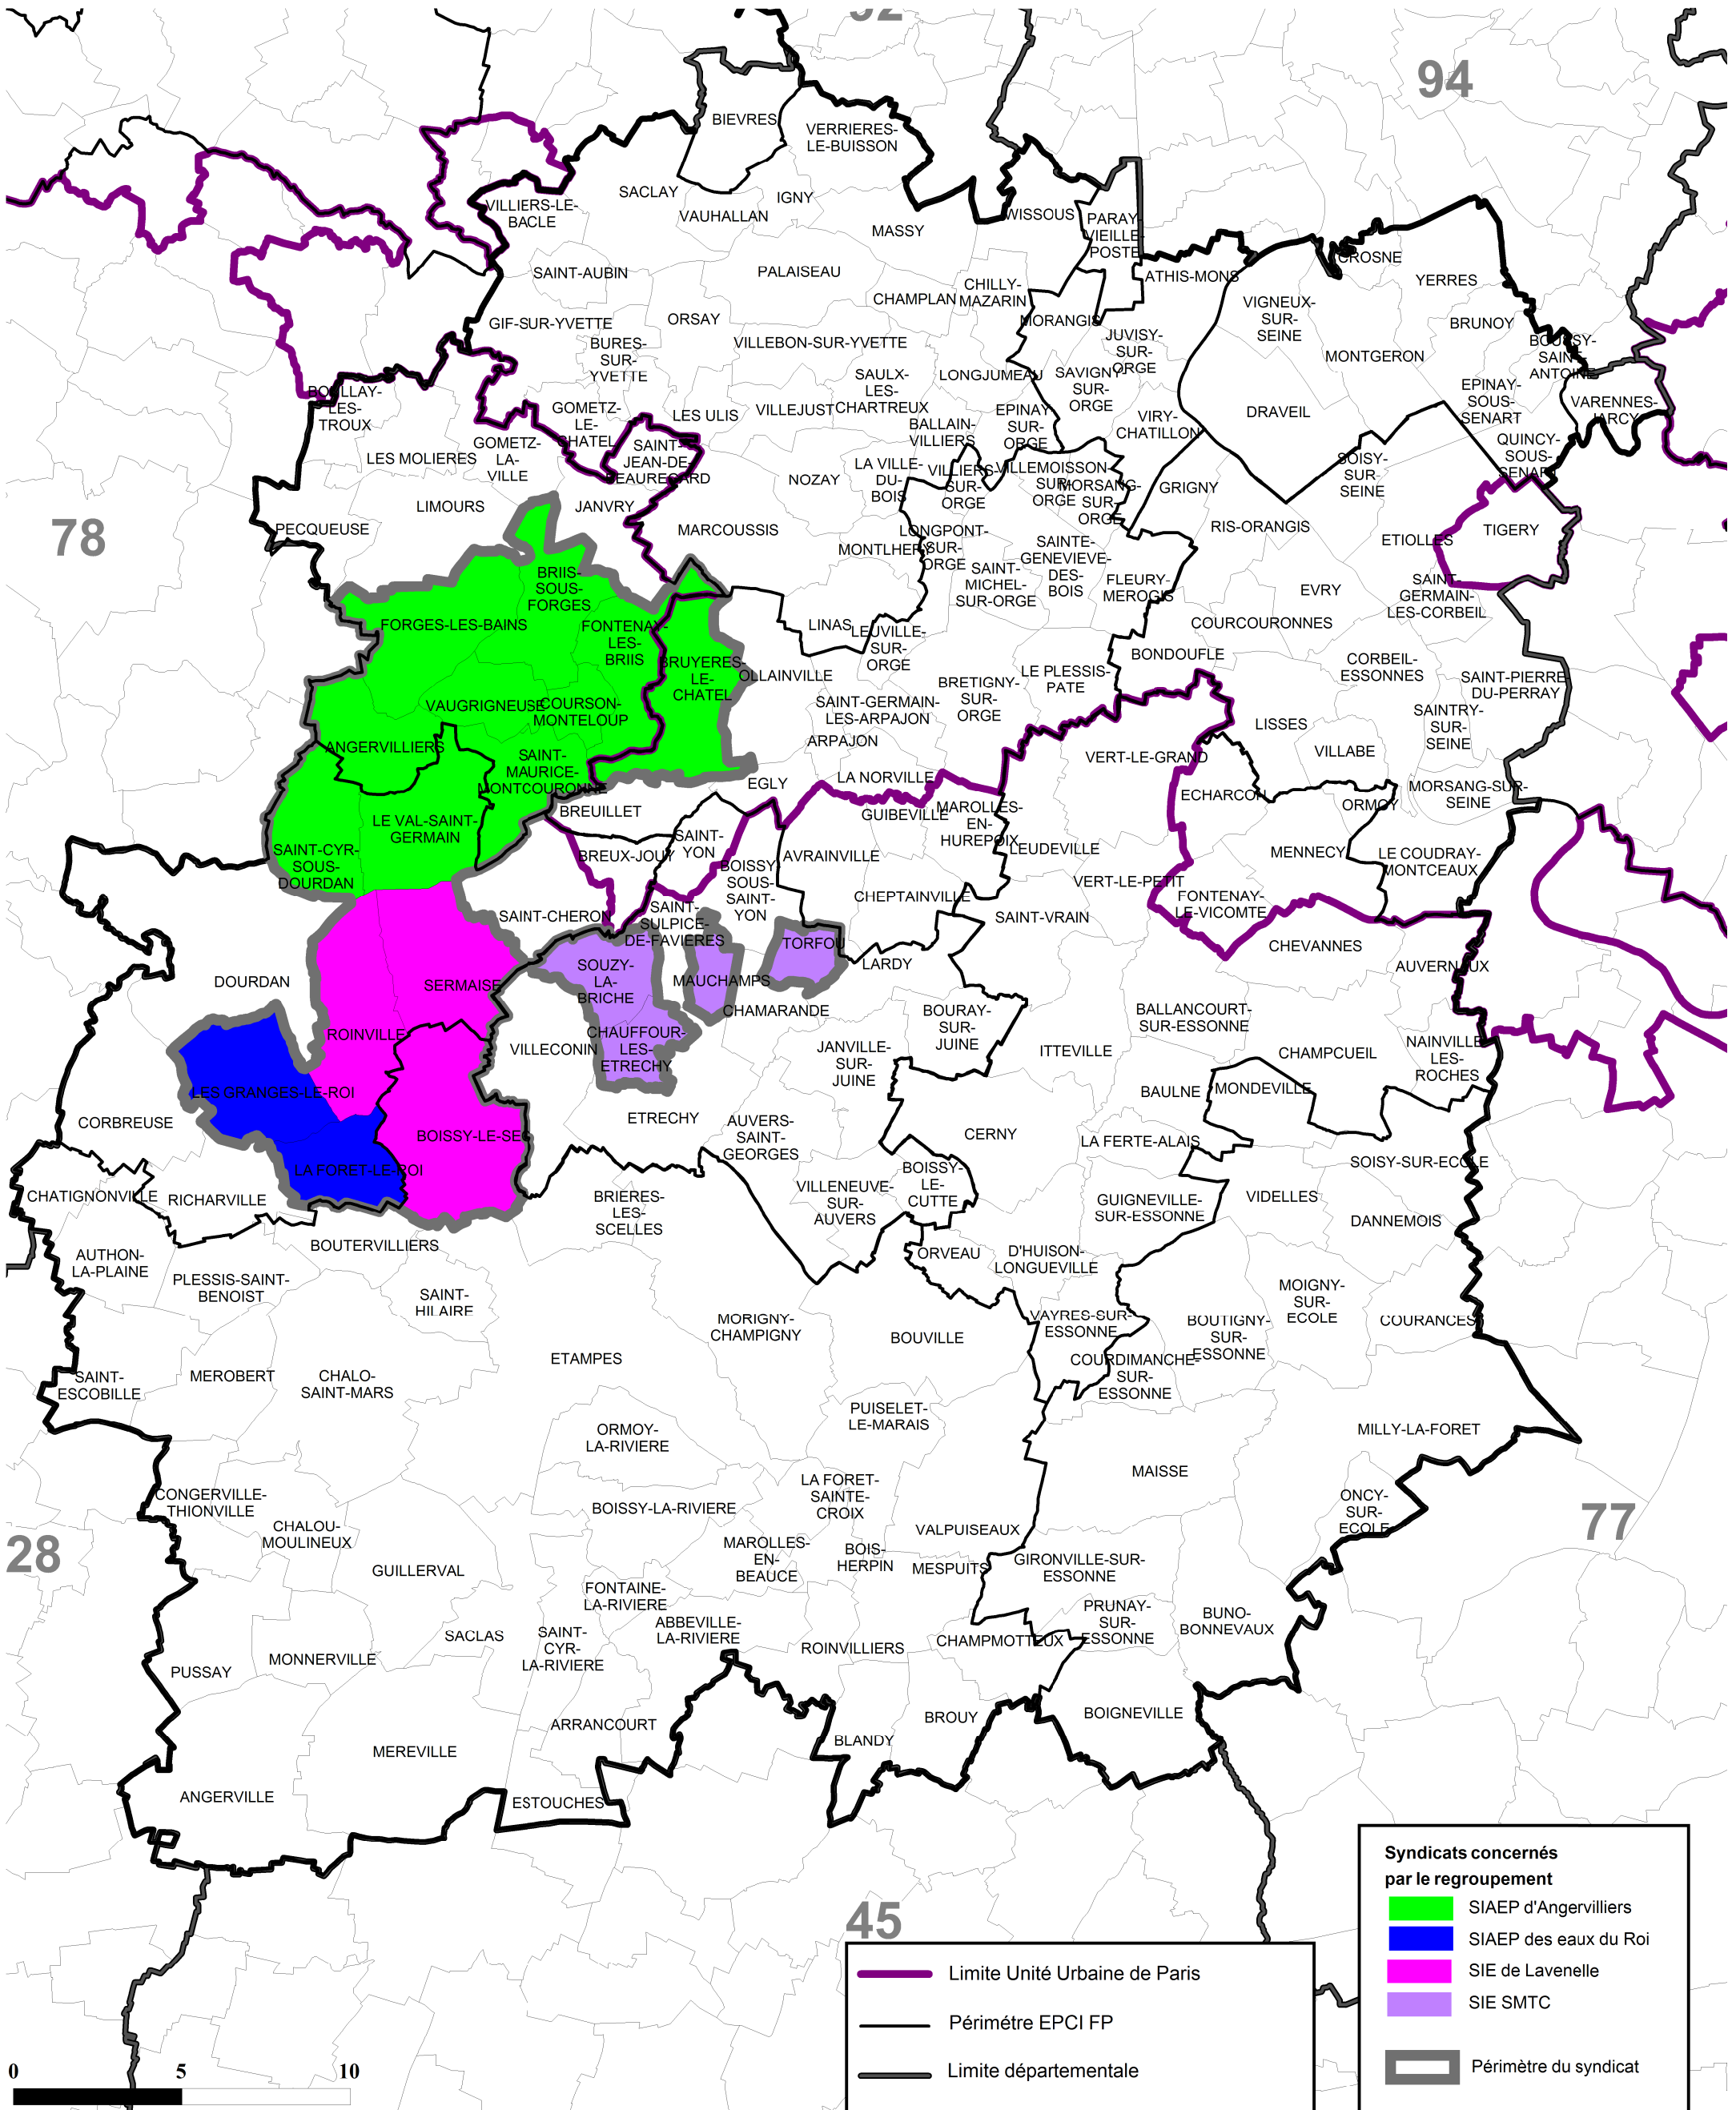 92
94
BIEVRES
VERRIERES-
LE-BUISSON
SACLAY
IGNY
VILLIERS-LE-
BACLE
VAUHALLAN
WISSOUS
PARAY-
VIEILLE-
POSTE
MASSY
CROSNE
SAINT-AUBIN
PALAISEAU
ATHIS-MONS
YERRES
CHILLY-
MAZARIN
CHAMPLAN
VIGNEUX-
SUR-
SEINE
GIF-SUR-YVETTE
ORSAY
MORANGIS
BRUNOY
BURES-
SUR-
YVETTE
VILLEBON-SUR-YVETTE
JUVISY-
SUR-
ORGE
BOUSSY-
SAINT-
ANTOINE
MONTGERON
SAULX-
LES-
CHARTREUX
LONGJUMEAU
SAVIGNY-
SUR-
ORGE
EPINAY-
SOUS-
SENART
VARENNES-
JARCY
BOULLAY-
LES-
TROUX
GOMETZ-
LE-
CHATEL
LES ULIS
VILLEJUST
EPINAY-
SUR-
ORGE
VIRY-
CHATILLON
DRAVEIL
BALLAIN-
VILLIERS
GOMETZ-
LA-
VILLE
SAINT-
JEAN-DE-
BEAUREGARD
QUINCY-
SOUS-
SENART
LES MOLIERES
NOZAY
LA VILLE-
DU-
BOIS
VILLIERS-
SUR-
ORGE
VILLEMOISSON-
SUR-
ORGE
MORSANG-
SUR-
ORGE
GRIGNY
SOISY-
SUR-
SEINE
LIMOURS
JANVRY
78
PECQUEUSE
MARCOUSSIS
RIS-ORANGIS
TIGERY
MONTLHERY
LONGPONT-
SUR-
ORGE
SAINTE-
GENEVIEVE-
DES-
BOIS
ETIOLLES
BRIIS-
SOUS-
FORGES
SAINT-
MICHEL-
SUR-ORGE
FLEURY-
MEROGIS
EVRY
SAINT-
GERMAIN-
LES-CORBEIL
FORGES-LES-BAINS
FONTENAY-
LES-
BRIIS
LINAS
LEUVILLE-
SUR-
ORGE
COURCOURONNES
BRUYERES-
LE-
CHATEL
OLLAINVILLE
LE PLESSIS-
PATE
BONDOUFLE
CORBEIL-
ESSONNES
SAINT-PIERRE-
DU-PERRAY
VAUGRIGNEUSE
COURSON-
MONTELOUP
SAINT-GERMAIN-
LES-ARPAJON
BRETIGNY-
SUR-
ORGE
LISSES
SAINTRY-
SUR-
SEINE
ANGERVILLIERS
SAINT-
MAURICE-
MONTCOURONNE
ARPAJON
VERT-LE-GRAND
VILLABE
EGLY
LA NORVILLE
ECHARCON
ORMOY
MORSANG-SUR-
SEINE
LE VAL-SAINT-
GERMAIN
BREUILLET
GUIBEVILLE
MAROLLES-
EN-
HUREPOIX
SAINT-CYR-
SOUS-
DOURDAN
BREUX-JOUY
SAINT-
YON
AVRAINVILLE
LEUDEVILLE
MENNECY
LE COUDRAY-
MONTCEAUX
BOISSY-
SOUS-
SAINT-
YON
CHEPTAINVILLE
VERT-LE-PETIT
FONTENAY-
LE-VICOMTE
SAINT-CHERON
SAINT-
SULPICE-
DE-FAVIERES
SAINT-VRAIN
TORFOU
CHEVANNES
DOURDAN
SERMAISE
SOUZY-
LA-
BRICHE
MAUCHAMPS
LARDY
AUVERNAUX
CHAMARANDE
BOURAY-
SUR-
JUINE
BALLANCOURT-
SUR-ESSONNE
ROINVILLE
VILLECONIN
CHAUFFOUR-
LES-
ETRECHY
JANVILLE-
SUR-
JUINE
ITTEVILLE
CHAMPCUEIL
NAINVILLE-
LES-
ROCHES
LES GRANGES-LE-ROI
BAULNE
MONDEVILLE
CORBREUSE
BOISSY-LE-SEC
ETRECHY
AUVERS-
SAINT-
GEORGES
CERNY
LA FERTE-ALAIS
LA FORET-LE-ROI
SOISY-SUR-ECOLE
CHATIGNONVILLE
RICHARVILLE
BRIERES-
LES-
SCELLES
VILLENEUVE-
SUR-
AUVERS
BOISSY-
LE-
CUTTE
GUIGNEVILLE-
SUR-ESSONNE
VIDELLES
DANNEMOIS
BOUTERVILLIERS
AUTHON-
LA-PLAINE
ORVEAU
D'HUISON-
LONGUEVILLE
PLESSIS-SAINT-
BENOIST
SAINT-
HILAIRE
MOIGNY-
SUR-
ECOLE
MORIGNY-
CHAMPIGNY
BOUVILLE
VAYRES-SUR-
ESSONNE
BOUTIGNY-
SUR-
ESSONNE
COURANCES
ETAMPES
COURDIMANCHE-
SUR-
ESSONNE
SAINT-
ESCOBILLE
MEROBERT
CHALO-
SAINT-MARS
PUISELET-
LE-MARAIS
ORMOY-
LA-RIVIERE
MILLY-LA-FORET
MAISSE
CONGERVILLE-
THIONVILLE
LA FORET-
SAINTE-
CROIX
ONCY-
SUR-
ECOLE
77
BOISSY-LA-RIVIERE
28
CHALOU-
MOULINEUX
VALPUISEAUX
MAROLLES-
EN-
BEAUCE
BOIS-
HERPIN
MESPUITS
GIRONVILLE-SUR-
ESSONNE
GUILLERVAL
FONTAINE-
LA-RIVIERE
ABBEVILLE-
LA-RIVIERE
PRUNAY-
SUR-
ESSONNE
BUNO-
BONNEVAUX
SACLAS
SAINT-
CYR-
LA-RIVIERE
ROINVILLIERS
CHAMPMOTTEUX
PUSSAY
MONNERVILLE
ARRANCOURT
BROUY
BOIGNEVILLE
MEREVILLE
BLANDY
ANGERVILLE
ESTOUCHES
45
Syndicats concernés
par le regroupement
SIAEP d'Angervilliers
SIAEP des eaux du Roi
SIE de Lavenelle
SIE SMTC
Périmètre du syndicat
Limite Unité Urbaine de Paris
Périmétre EPCI FP
Limite départementale
0 5 10